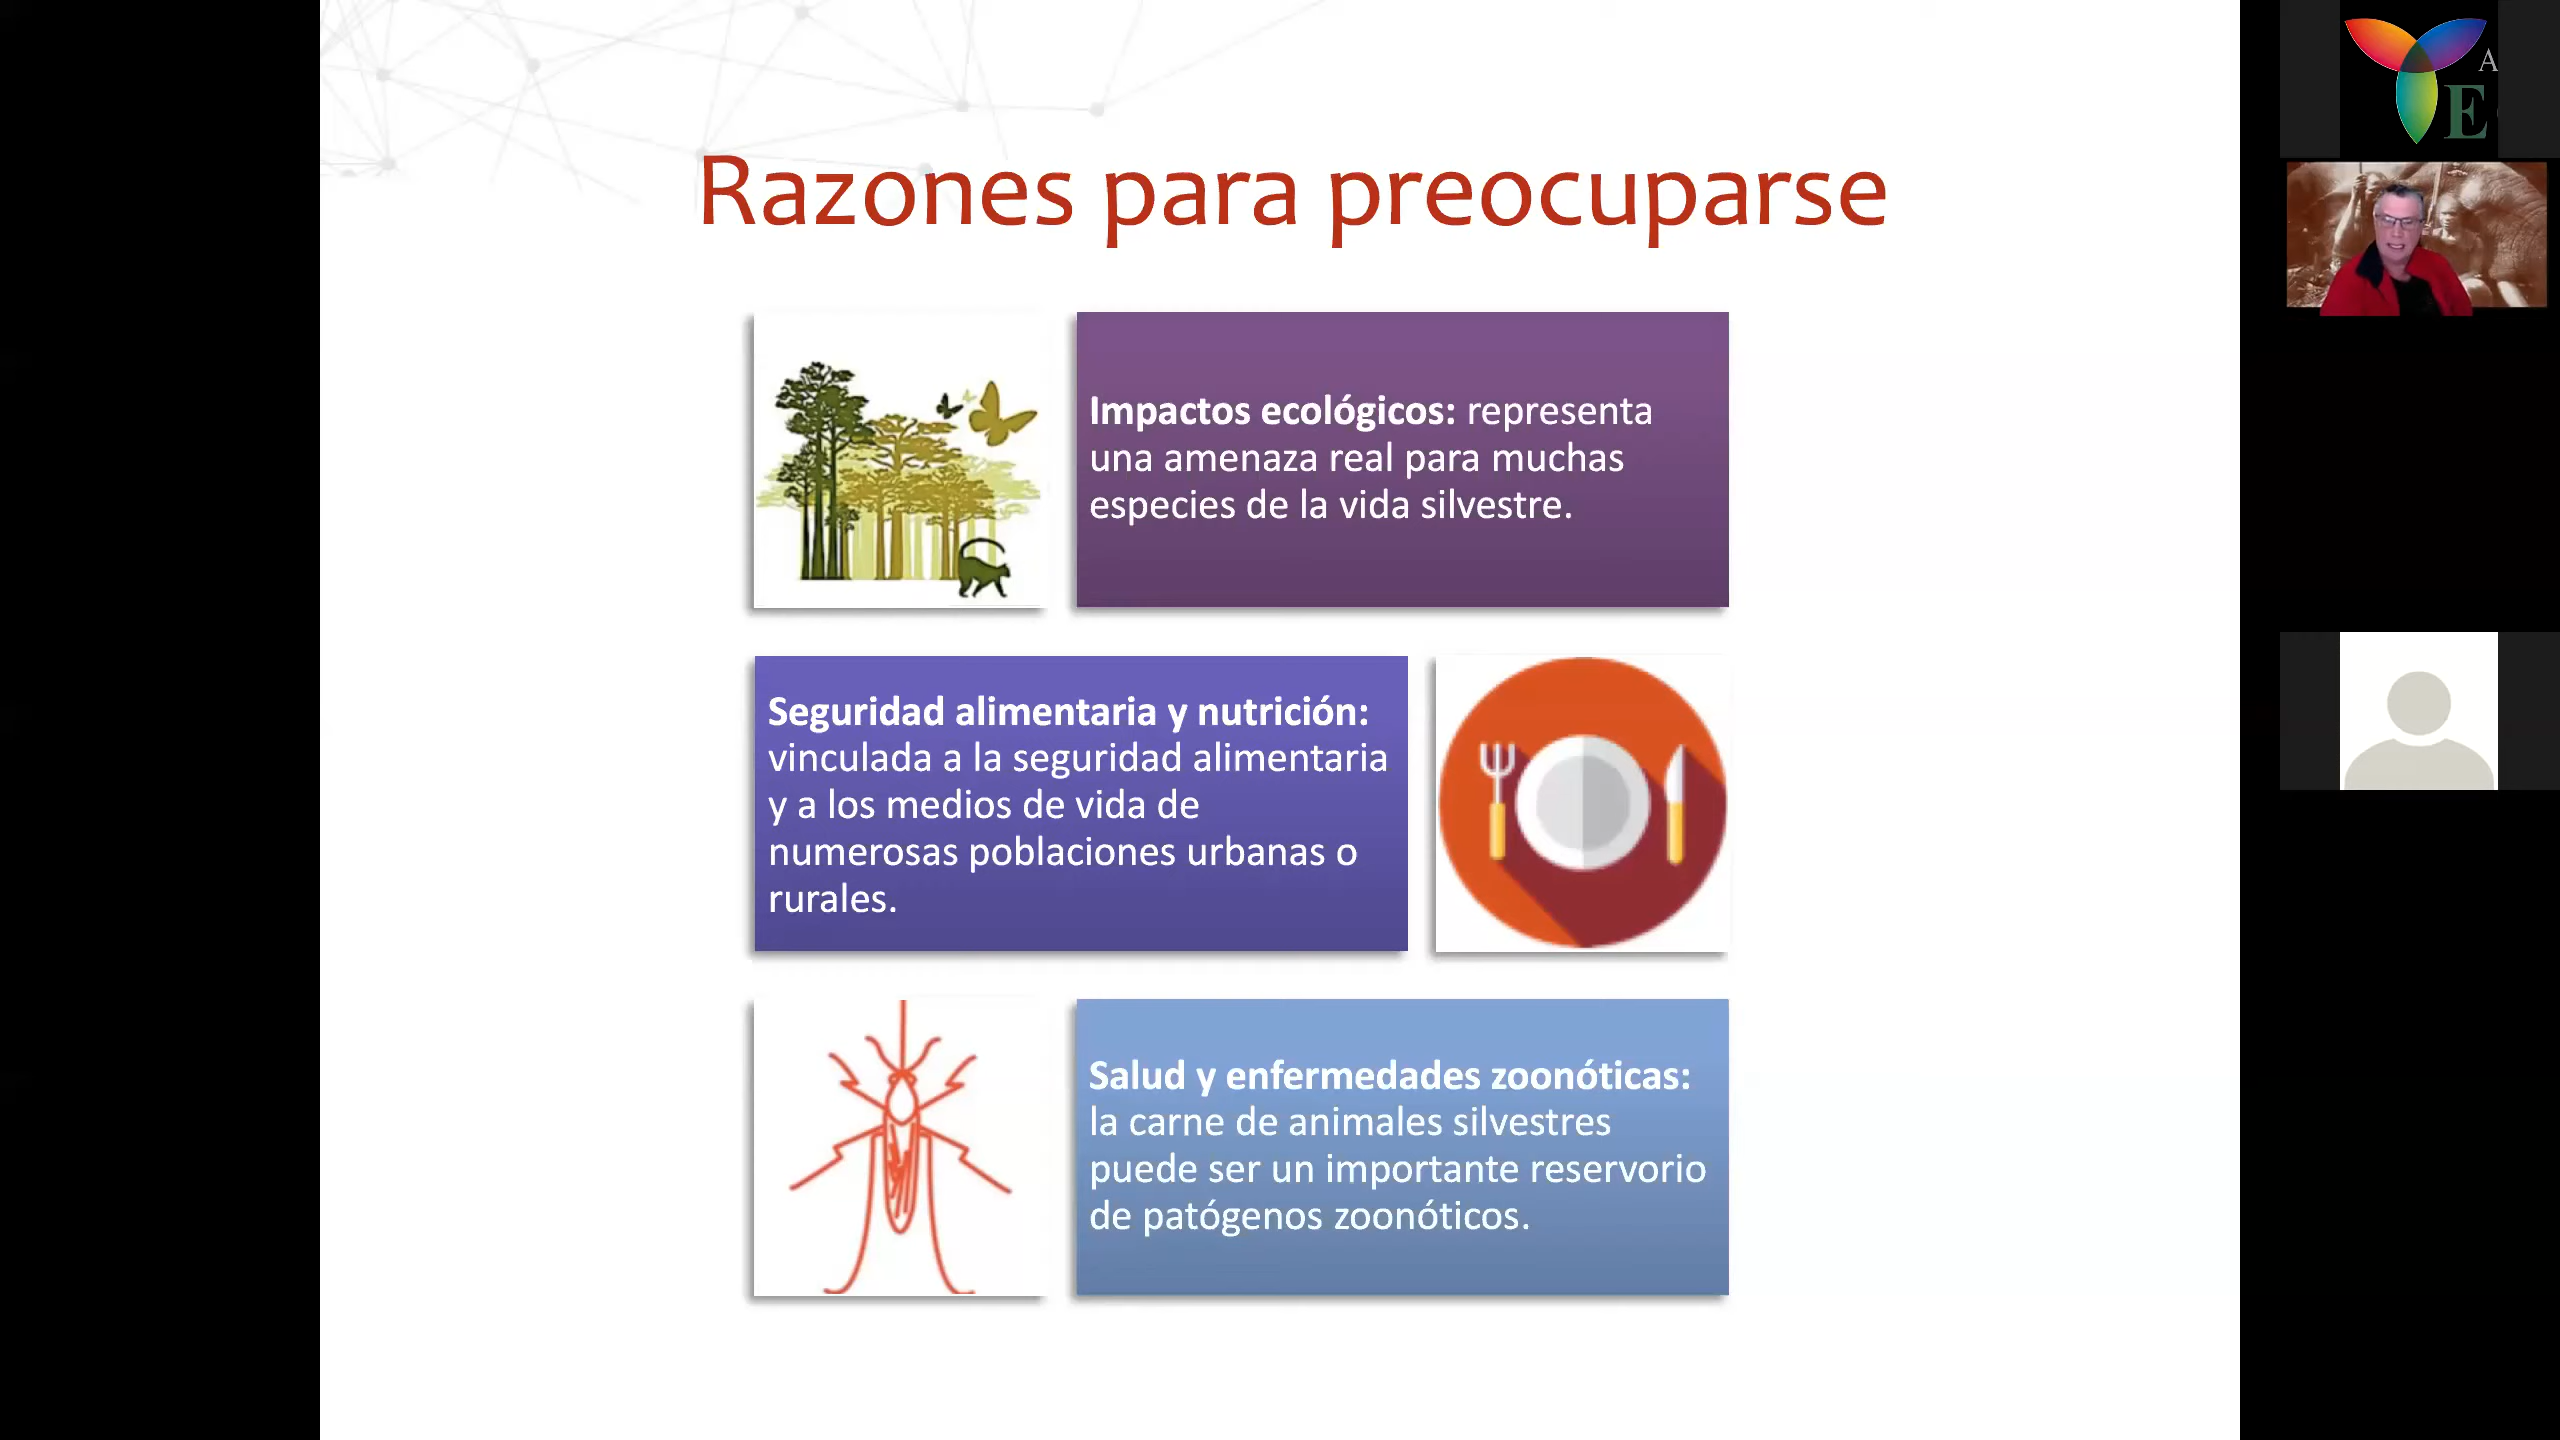 Razones para preocuparse
Impactos ecológicos: representa
una amenaza real para muchas
especies de la vida silvestre.
Seguridad alimentaria y nutrición:
vinculada a la seguridad alimentaria
y a los medios de vida de
numerosas poblaciones urbanas o
rurales.
Salud y enfermedades zoonóticas:
la carne de animales silvestres
puede ser un importante reservorio
de patógenos zoonóticos.
A
E